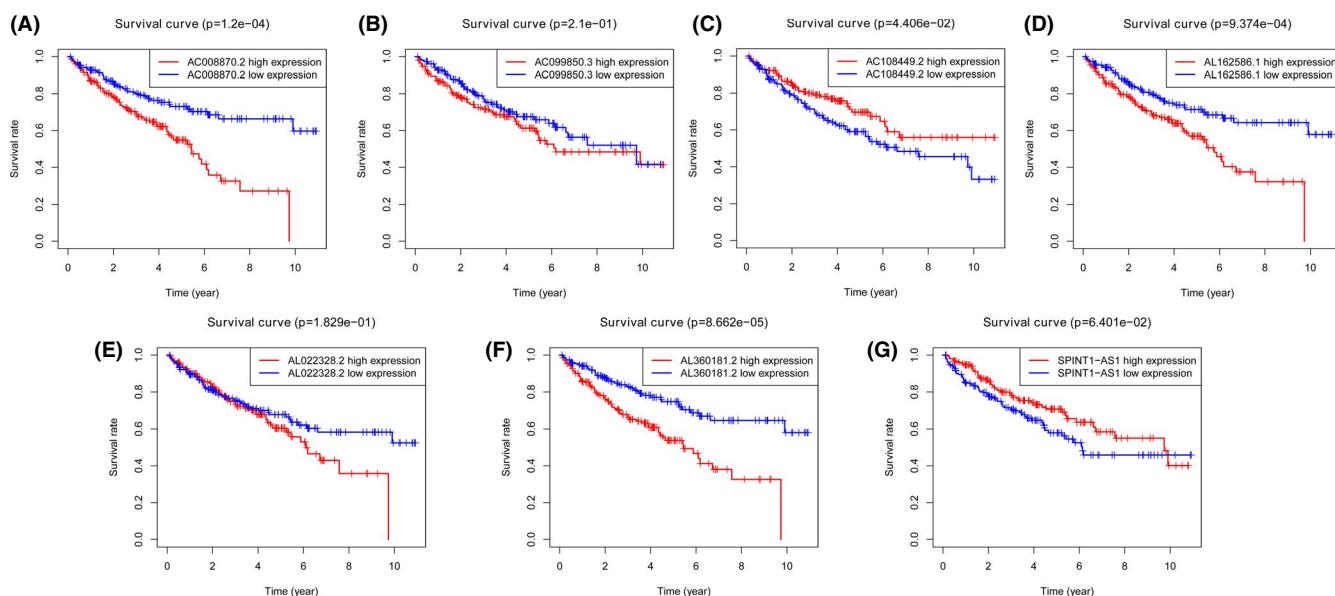 (A)
Survival curve (p=1.2e−04)
AC008870.2 high expression
AC008870.2 low expression
Survival rate
1.0
0.8
0.6
0.4
0.2
0.0
0 2 4 6 8 10
Time (year)
(B)
Survival curve (p=2.1e−01)
AC099850.3 high expression
AC099850.3 low expression
Survival rate
1.0
0.8
0.6
0.4
0.2
0.0
0 2 4 6 8 10
Time (year)
(C)
Survival curve (p=4.406e−02)
AC108449.2 high expression
AC108449.2 low expression
Survival rate
1.0
0.8
0.6
0.4
0.2
0.0
0 2 4 6 8 10
Time (year)
(D)
Survival curve (p=9.374e−04)
AL162586.1 high expression
AL162586.1 low expression
Survival rate
1.0
0.8
0.6
0.4
0.2
0.0
0 2 4 6 8 10
Time (year)
(E)
Survival curve (p=1.829e−01)
AL022328.2 high expression
AL022328.2 low expression
Survival rate
1.0
0.8
0.6
0.4
0.2
0.0
0 2 4 6 8 10
Time (year)
(F)
Survival curve (p=8.662e−05)
AL360181.2 high expression
AL360181.2 low expression
Survival rate
1.0
0.8
0.6
0.4
0.2
0.0
0 2 4 6 8 10
Time (year)
(G)
Survival curve (p=6.401e−02)
SPINT1−AS1 high expression
SPINT1−AS1 low expression
Survival rate
1.0
0.8
0.6
0.4
0.2
0.0
0 2 4 6 8 10
Time (year)